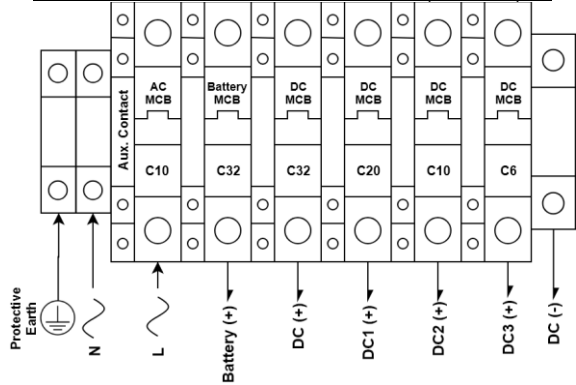 AC
MCB
Battery
MCB
DC
MCB
DC
MCB
DC
MCB
DC
MCB
Aux. Contact
C10
C32
C32
C20
C10
C6
Protective
Earth
N
L
Battery (+)
DC (+)
DC1 (+)
DC2 (+)
DC3 (+)
DC (-)